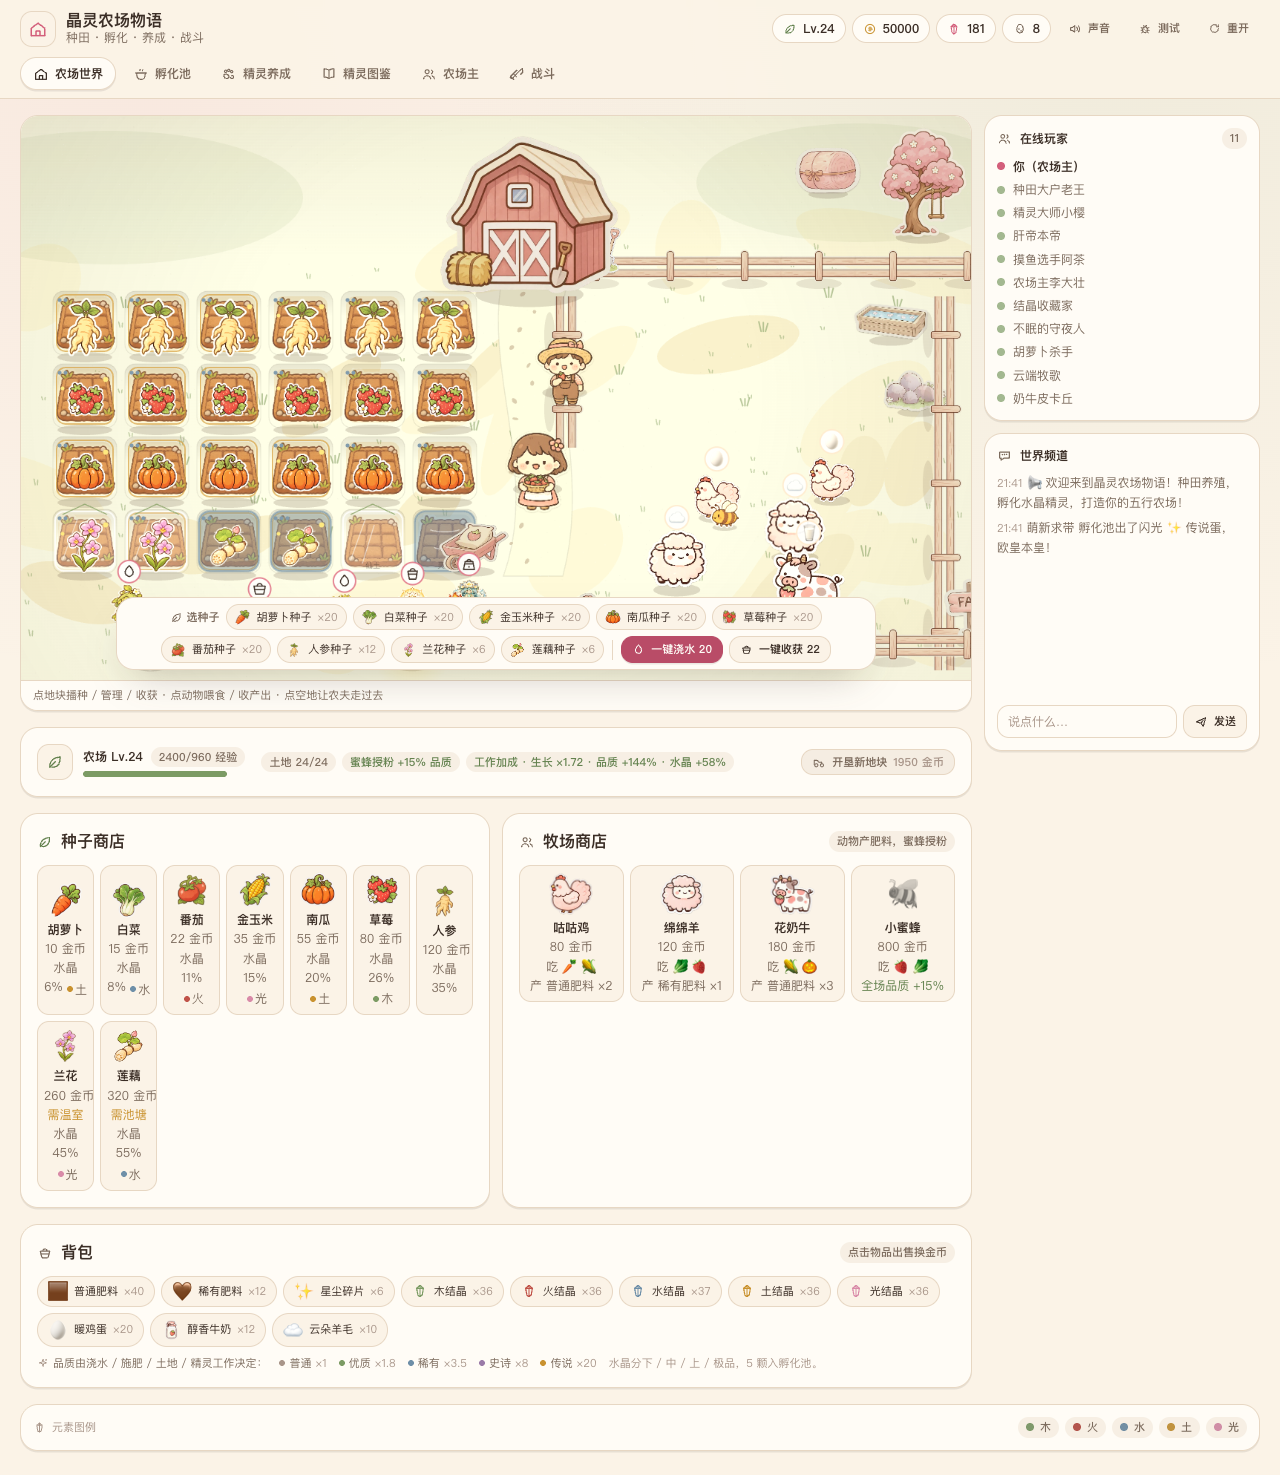 晶灵农场物语
种田 · 孵化 · 养成 · 战斗
Lv.24
50000
181
8
声音
测试
重开
农场世界
孵化池
精灵养成
精灵图鉴
农场主
战斗
选种子
胡萝卜种子 ×20
白菜种子 ×20
金玉米种子 ×20
南瓜种子 ×20
草莓种子 ×20
番茄种子 ×20
人参种子 ×12
兰花种子 ×6
莲藕种子 ×6
一键浇水 20
一键收获 22
FA
点地块播种 / 管理 / 收获 · 点动物喂食 / 收产出 · 点空地让农夫走过去
在线玩家
11
你（农场主）
种田大户老王
精灵大师小樱
肝帝本帝
摸鱼选手阿茶
农场主李大壮
结晶收藏家
不眠的守夜人
胡萝卜杀手
云端牧歌
奶牛皮卡丘
世界频道
21:41 📢 欢迎来到晶灵农场物语！种田养殖，
孵化水晶精灵，打造你的五行农场！
21:41 萌新求带 孵化池出了闪光 ✨ 传说蛋，
欧皇本皇！
说点什么…
发送
农场 Lv.24
2400/960 经验
土地 24/24
蜜蜂授粉 +15% 品质
工作加成 · 生长 ×1.72 · 品质 +144% · 水晶 +58%
开垦新地块 1950 金币
种子商店
胡萝卜
10 金币
水晶
6% 土
白菜
15 金币
水晶
8% 水
番茄
22 金币
水晶
11%
火
金玉米
35 金币
水晶
15%
光
南瓜
55 金币
水晶
20%
土
草莓
80 金币
水晶
26%
木
人参
120 金币
水晶
35%
兰花
260 金币
需温室
水晶
45%
光
莲藕
320 金币
需池塘
水晶
55%
水
牧场商店
动物产肥料，蜜蜂授粉
咕咕鸡
80 金币
吃 🥕 🌽
产 普通肥料 ×2
绵绵羊
120 金币
吃 🥬 🍓
产 稀有肥料 ×1
花奶牛
180 金币
吃 🌽 🎃
产 普通肥料 ×3
小蜜蜂
800 金币
吃 🍓 🥬
全场品质 +15%
背包
点击物品出售换金币
普通肥料 ×40
稀有肥料 ×12
星尘碎片 ×6
木结晶 ×36
火结晶 ×36
水结晶 ×37
土结晶 ×36
光结晶 ×36
暖鸡蛋 ×20
醇香牛奶 ×12
云朵羊毛 ×10
品质由浇水 / 施肥 / 土地 / 精灵工作决定：
普通 ×1
优质 ×1.8
稀有 ×3.5
史诗 ×8
传说 ×20
水晶分下 / 中 / 上 / 极品，5 颗入孵化池。
元素图例
木
火
水
土
光